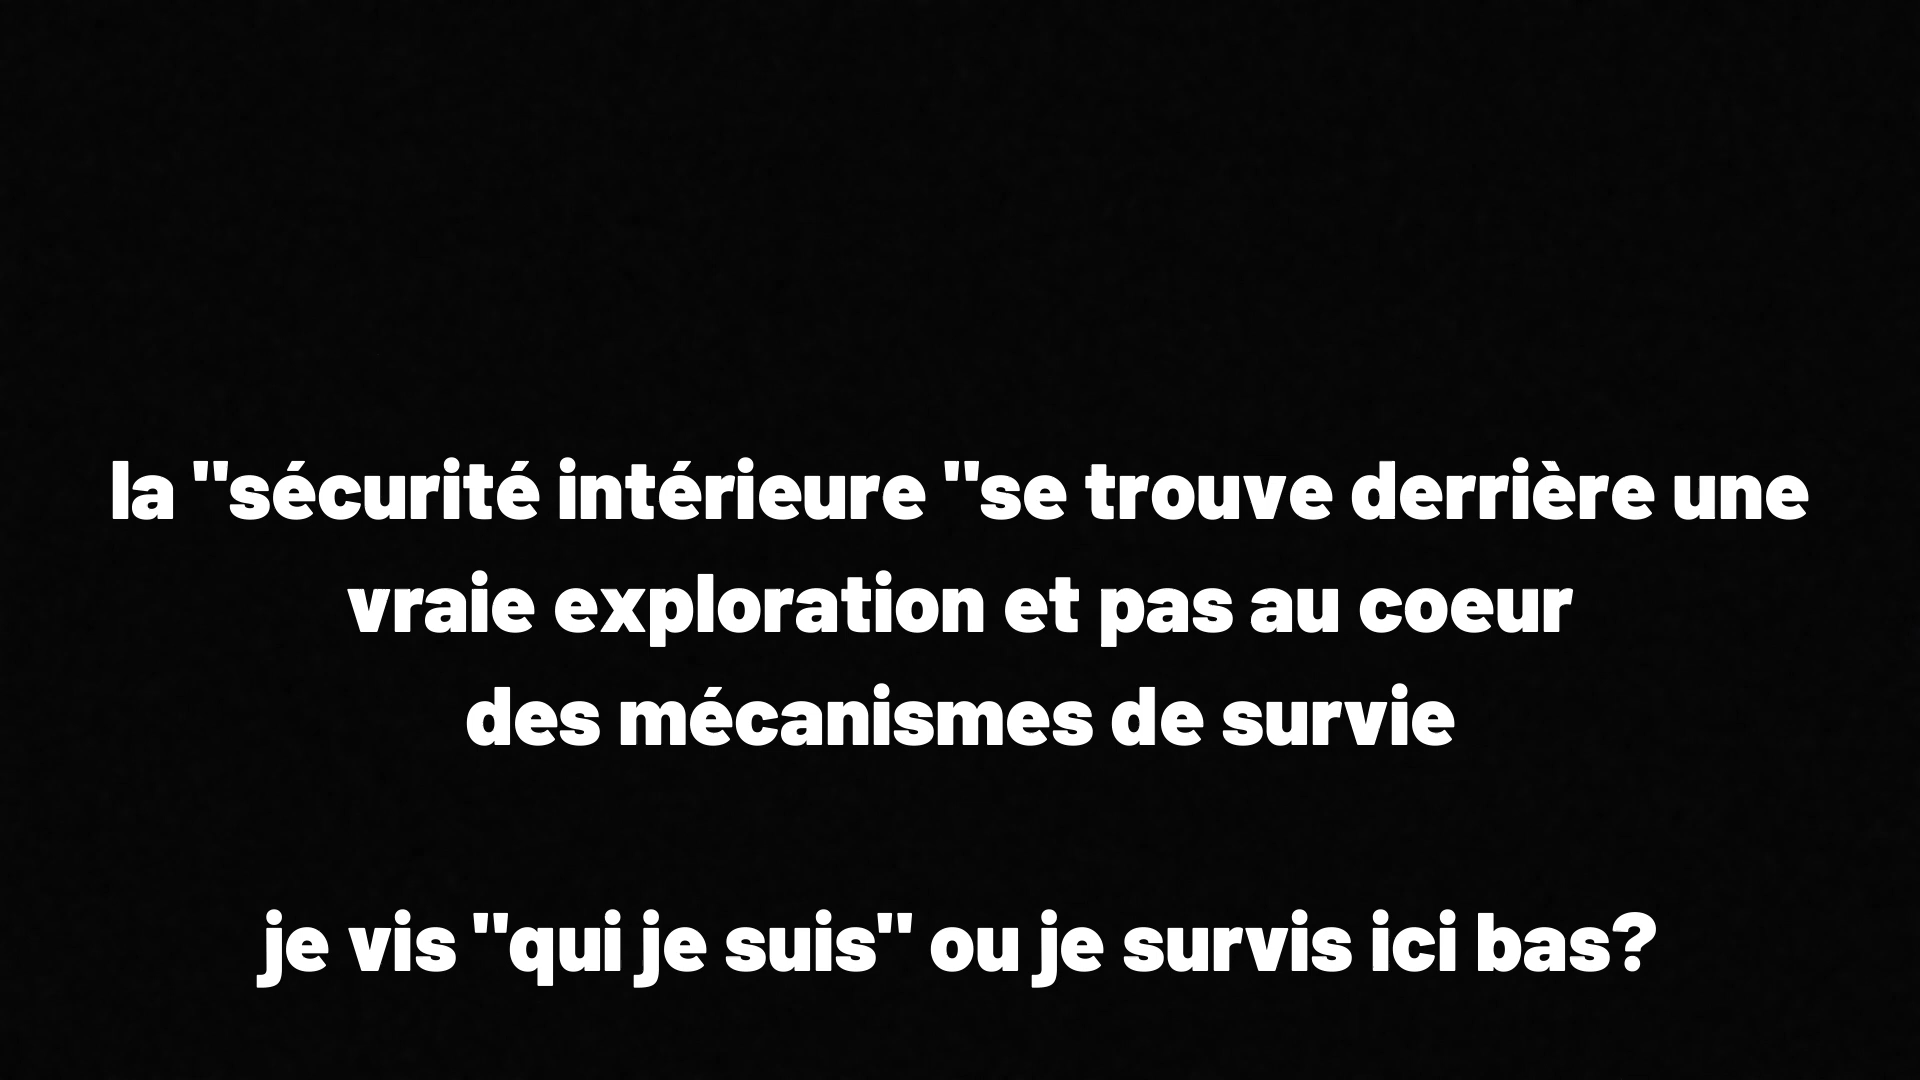 la "sécurité intérieure "se trouve derrière une
vraie exploration et pas au coeur
des mécanismes de survie
je vis "qui je suis" ou je survis ici bas?